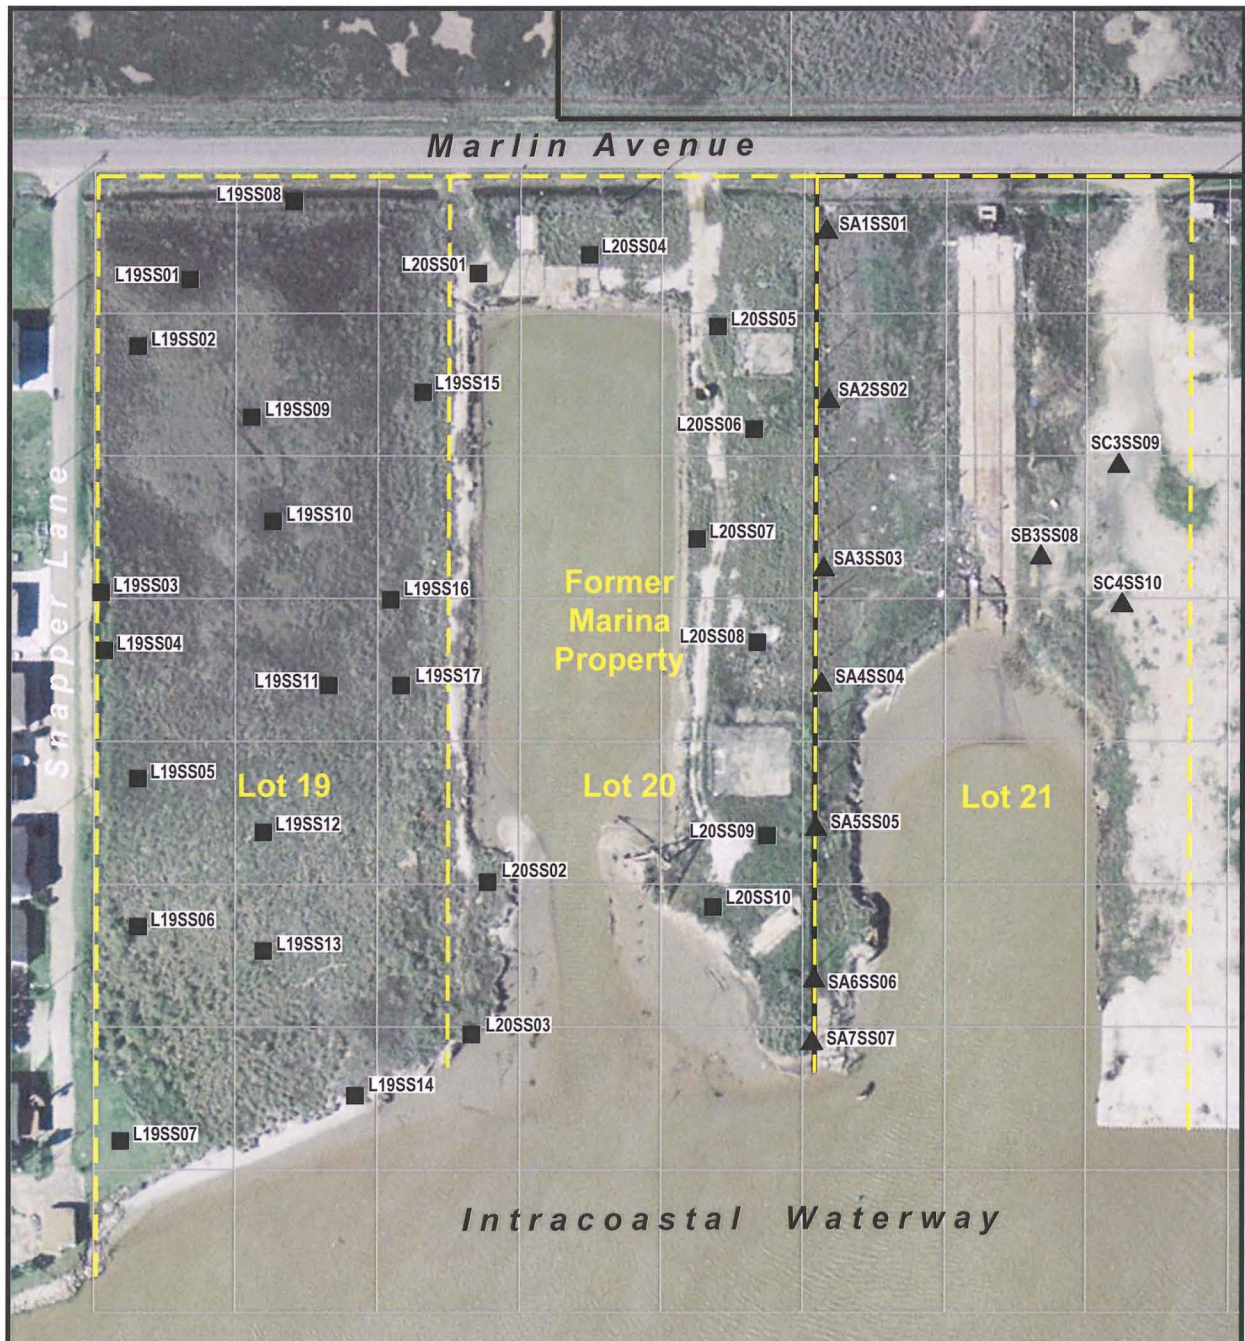 Marlin Avenue
L19SS08
SA1SS01
L20SS04
L20SS01
L19SS01
L20SS05
L19SS02
L19SS15
SA2SS02
L19SS09
L20SS06
SC3SS09
L19SS10
L20SS07
SB3SS08
SA3SS03
Snapper Lane
L19SS03
L19SS16
Former
Marina
Property
SC4SS10
L20SS08
L19SS04
L19SS11
L19SS17
SA4SS04
L19SS05
Lot 19
Lot 20
Lot 21
L19SS12
L20SS09
SA5SS05
L20SS02
L20SS10
L19SS06
L19SS13
SA6SS06
L20SS03
SA7SS07
L19SS14
L19SS07
Intracoastal Waterway